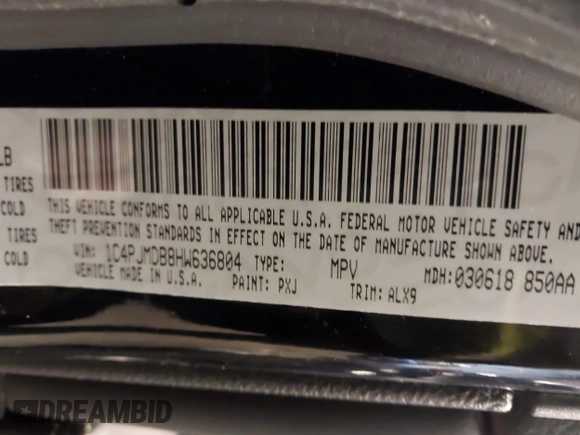 LB
TIRES
COLD
THIS VEHICLE CONFORMS TO ALL APPLICABLE U.S.A. FEDERAL MOTOR VEHICLE SAFETY AND
THEFT PREVENTION STANDARDS IN EFFECT ON THE DATE OF MANUFACTURE SHOWN ABOVE.
TIRES
COLD
VIN: 1C4PJMDB8HW636804 TYPE: MPV MDH:030618 850AA
VEHICLE MADE IN U.S.A. PAINT: PXJ TRIM: ALX9
DREAMBID